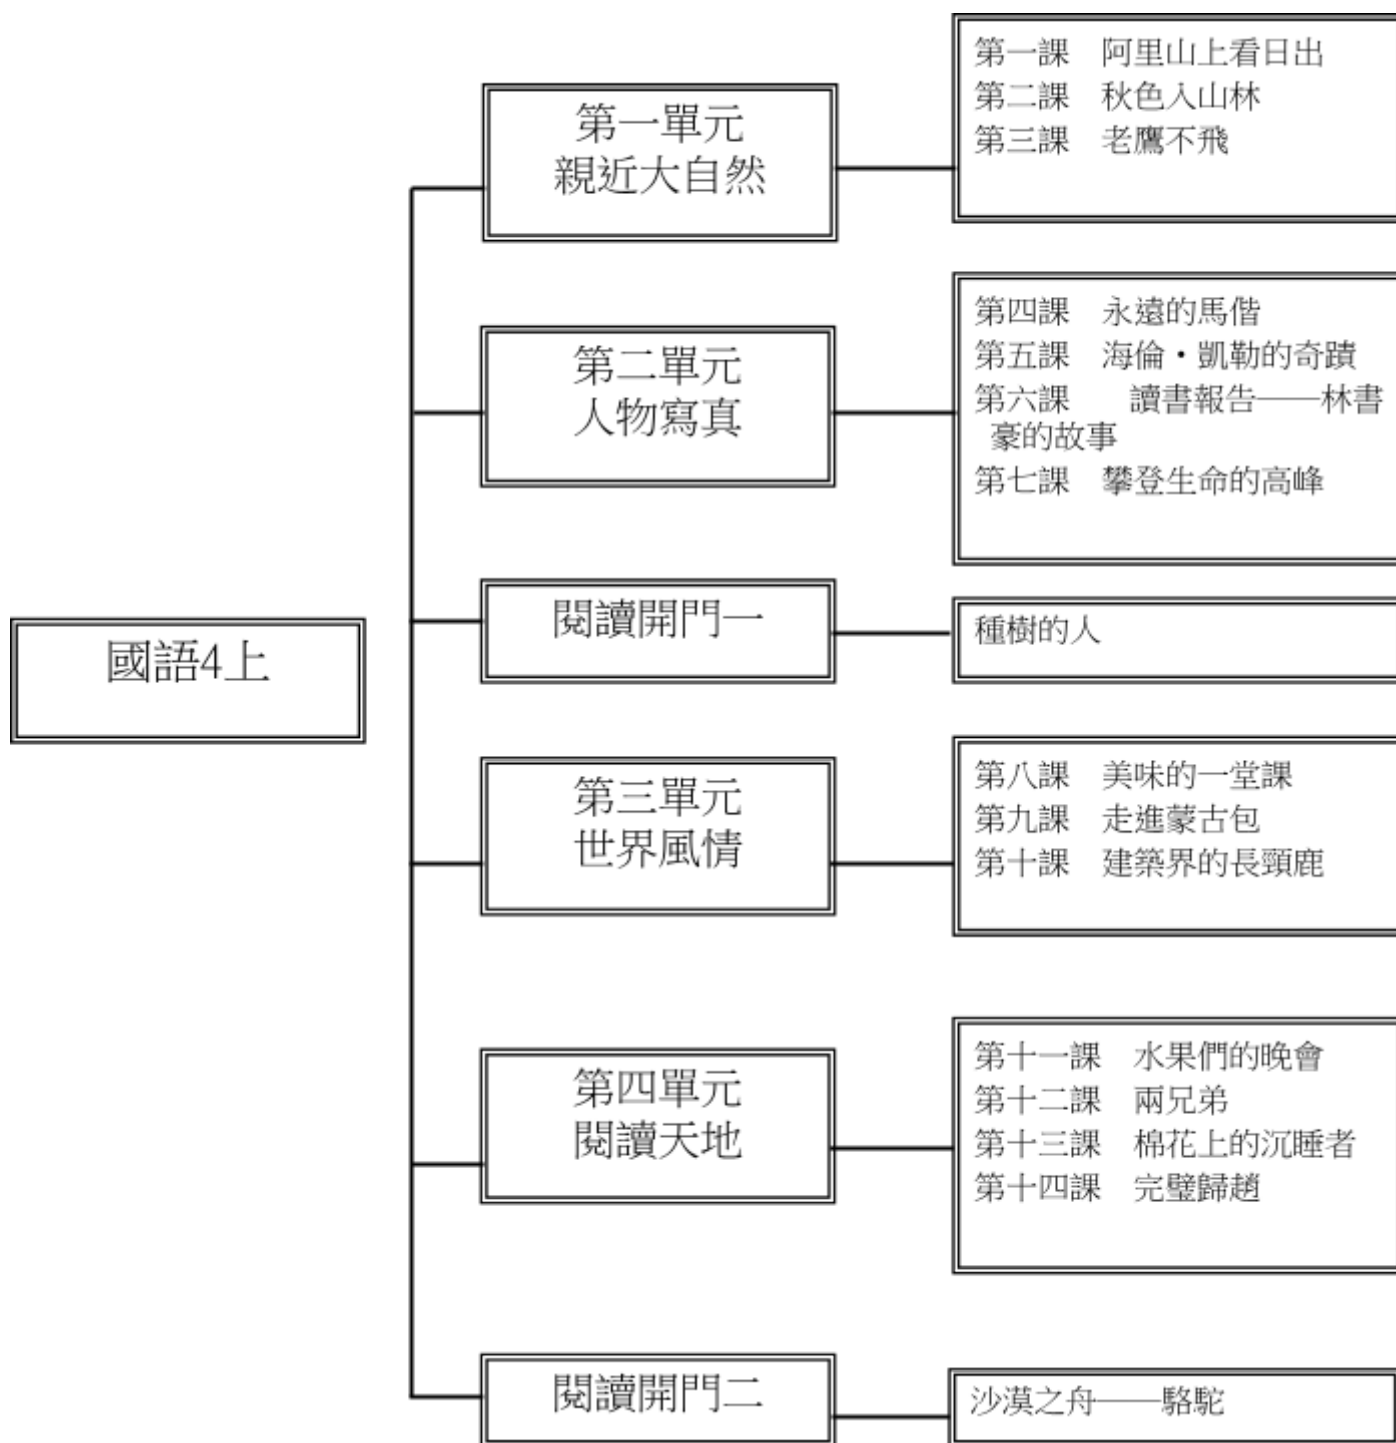 國語4上
第一單元
親近大自然
第一課　阿里山上看日出
第二課　秋色入山林
第三課　老鷹不飛
第二單元
人物寫真
第四課　永遠的馬偕
第五課　海倫‧凱勒的奇蹟
第六課　讀書報告——林書
豪的故事
第七課　攀登生命的高峰
閱讀開門一
種樹的人
第三單元
世界風情
第八課　美味的一堂課
第九課　走進蒙古包
第十課　建築界的長頸鹿
第四單元
閱讀天地
第十一課　水果們的晚會
第十二課　兩兄弟
第十三課　棉花上的沉睡者
第十四課　完璧歸趙
閱讀開門二
沙漠之舟——駱駝